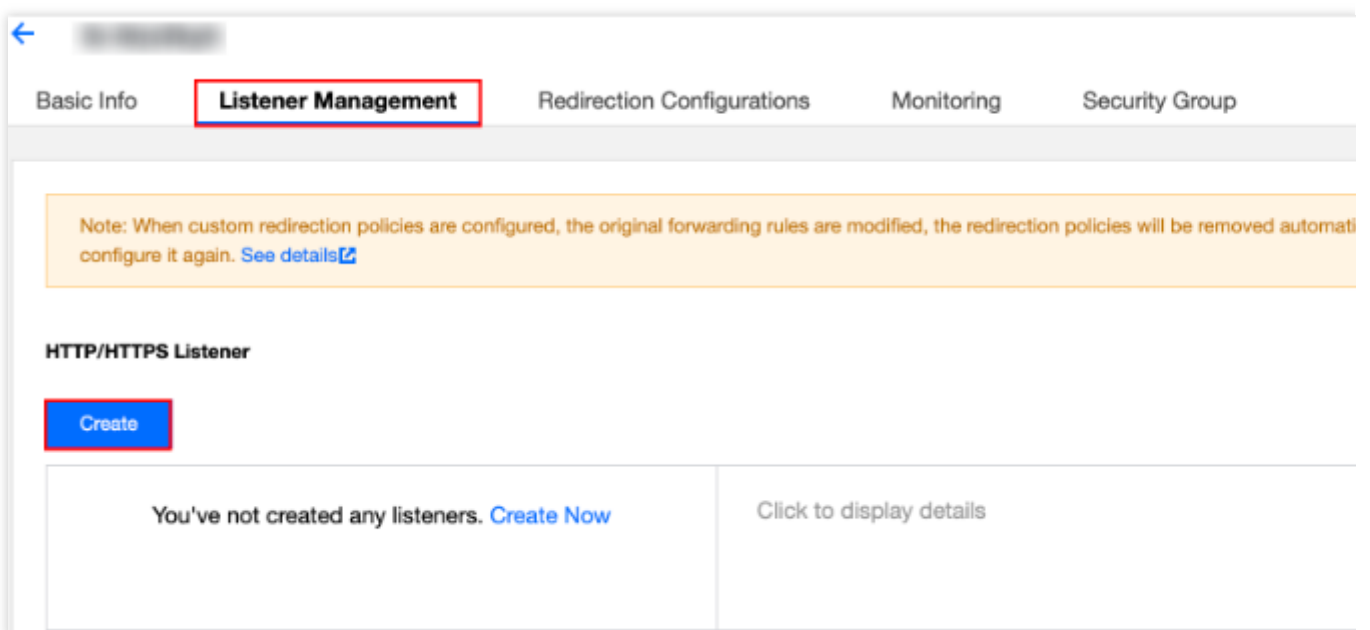 Basic Info Listener Management Redirection Configurations Monitoring Security Group
Note: When custom redirection policies are configured, the original forwarding rules are modified, the redirection policies will be removed automati
configure it again. See details
HTTP/HTTPS Listener
Create
You've not created any listeners. Create Now
Click to display details